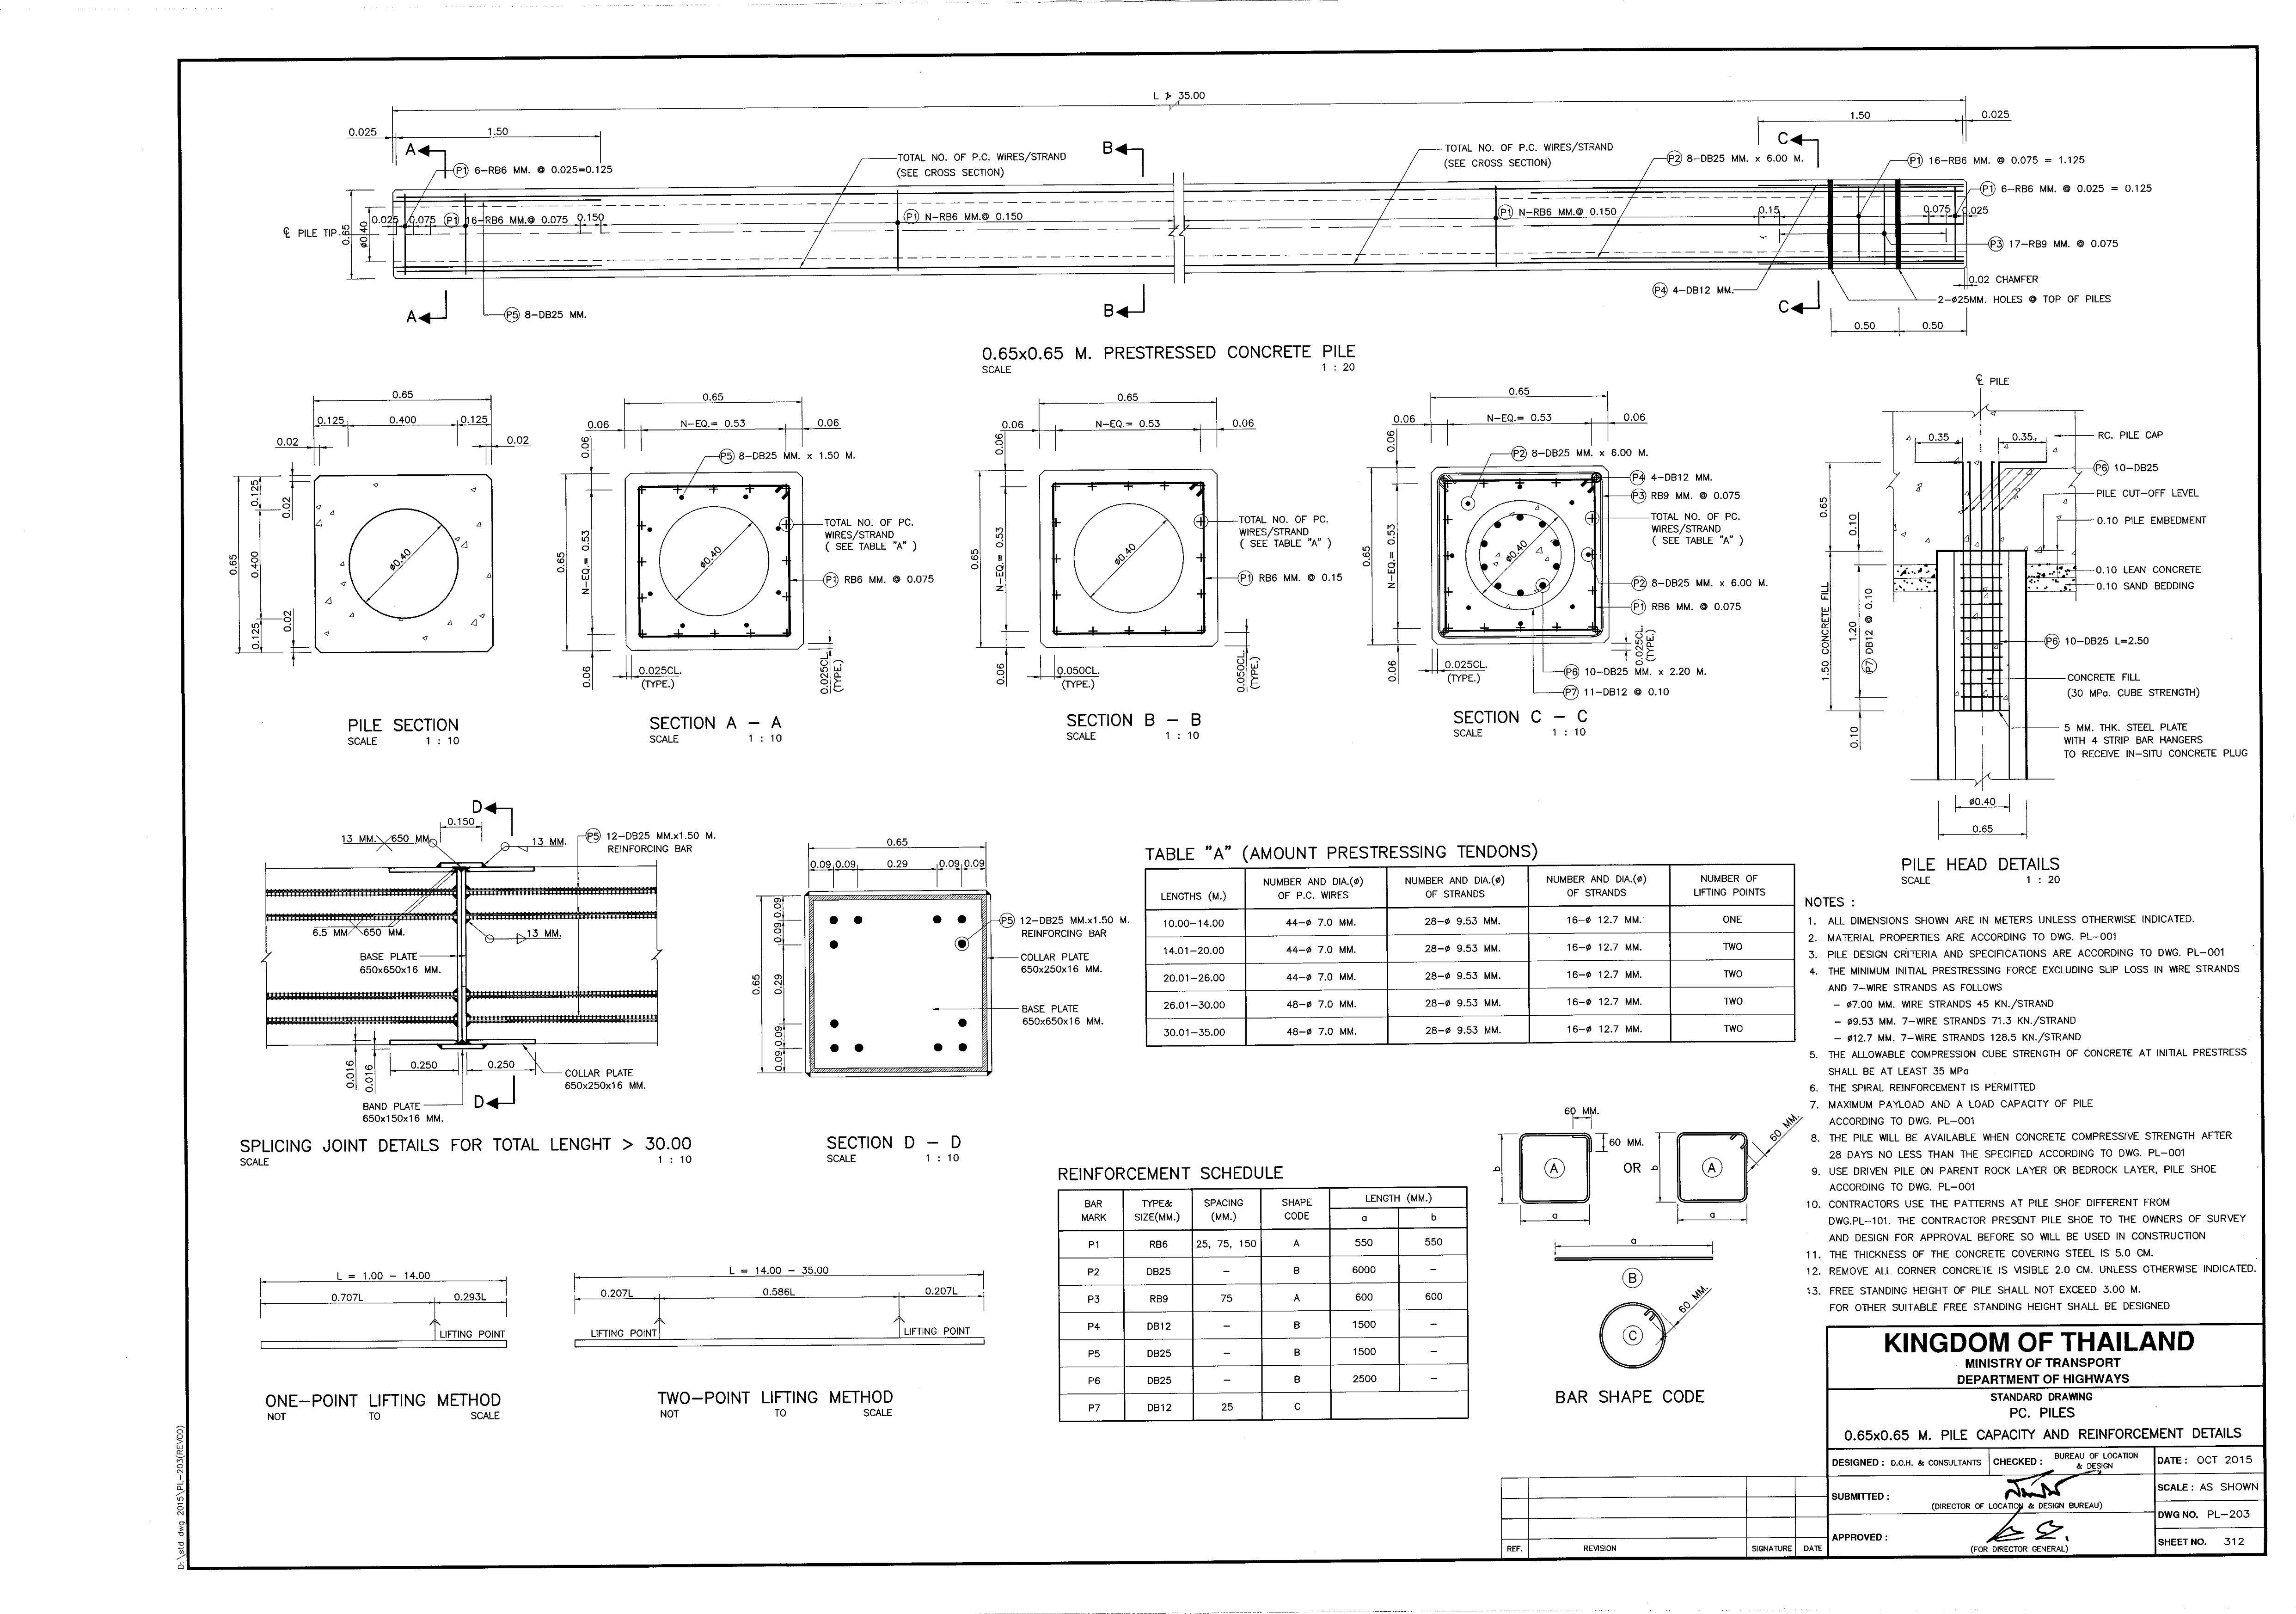 L ≯ 35.00
0.025
1.50
1.50
0.025
A
B
C
TOTAL NO. OF P.C. WIRES/STRAND
(SEE CROSS SECTION)
TOTAL NO. OF P.C. WIRES/STRAND
(SEE CROSS SECTION)
P2 8-DB25 MM. x 6.00 M.
P1 16-RB6 MM. @ 0.075 = 1.125
P1 6-RB6 MM. @ 0.025=0.125
P1 6-RB6 MM. @ 0.025 = 0.125
0.025
0.075
P1 16-RB6 MM.@ 0.075
0.150
P1 N-RB6 MM.@ 0.150
P1 N-RB6 MM.@ 0.150
0.15
0.075
0.025
℄ PILE TIP
0.65
ø0.40
P3 17-RB9 MM. @ 0.075
0.02 CHAMFER
P4 4-DB12 MM.
2-ø25MM. HOLES @ TOP OF PILES
A
P5 8-DB25 MM.
B
C
0.50
0.50
0.65x0.65 M. PRESTRESSED CONCRETE PILE
SCALE 1 : 20
0.65
0.125
0.400
0.125
0.02
0.02
0.65
0.125
0.400
0.125
0.02
0.02
ø0.40
PILE SECTION
SCALE 1 : 10
0.65
0.06
N-EQ.= 0.53
0.06
0.06
P5 8-DB25 MM. x 1.50 M.
0.65
N-EQ.= 0.53
ø0.40
TOTAL NO. OF PC.
WIRES/STRAND
( SEE TABLE "A" )
P1 RB6 MM. @ 0.075
0.06
0.025CL.
(TYPE.)
0.025CL.
(TYPE.)
SECTION A - A
SCALE 1 : 10
0.65
0.06
N-EQ.= 0.53
0.06
0.06
0.65
N-EQ.= 0.53
ø0.40
TOTAL NO. OF PC.
WIRES/STRAND
( SEE TABLE "A" )
P1 RB6 MM. @ 0.15
0.06
0.050CL.
(TYPE.)
0.050CL.
(TYPE.)
SECTION B - B
SCALE 1 : 10
0.65
0.06
N-EQ.= 0.53
0.06
0.06
P2 8-DB25 MM. x 6.00 M.
P4 4-DB12 MM.
P3 RB9 MM. @ 0.075
TOTAL NO. OF PC.
WIRES/STRAND
( SEE TABLE "A" )
0.65
N-EQ.= 0.53
ø0.40
P2 8-DB25 MM. x 6.00 M.
P1 RB6 MM. @ 0.075
0.06
0.025CL.
(TYPE.)
0.025CL.
(TYPE.)
P6 10-DB25 MM. x 2.20 M.
P7 11-DB12 @ 0.10
SECTION C - C
SCALE 1 : 10
℄ PILE
0.35
0.35
RC. PILE CAP
P6 10-DB25
PILE CUT-OFF LEVEL
0.10 PILE EMBEDMENT
0.65
0.10
0.10 LEAN CONCRETE
0.10 SAND BEDDING
1.50 CONCRETE FILL
1.20
P7 DB12 @ 0.10
P6 10-DB25 L=2.50
CONCRETE FILL
(30 MPa. CUBE STRENGTH)
0.10
5 MM. THK. STEEL PLATE
WITH 4 STRIP BAR HANGERS
TO RECEIVE IN-SITU CONCRETE PLUG
ø0.40
0.65
PILE HEAD DETAILS
SCALE 1 : 20
D
0.150
13 MM.
650 MM.
13 MM.
P5 12-DB25 MM.x1.50 M.
REINFORCING BAR
6.5 MM
650 MM.
13 MM.
BASE PLATE
650x650x16 MM.
0.016
0.016
0.250
0.250
COLLAR PLATE
650x250x16 MM.
BAND PLATE
650x150x16 MM.
D
SPLICING JOINT DETAILS FOR TOTAL LENGHT > 30.00
SCALE 1 : 10
0.65
0.09
0.09
0.29
0.09
0.09
0.65
0.09
0.09
0.29
0.09
0.09
P5 12-DB25 MM.x1.50 M.
REINFORCING BAR
COLLAR PLATE
650x250x16 MM.
BASE PLATE
650x650x16 MM.
SECTION D - D
SCALE 1 : 10
TABLE "A" (AMOUNT PRESTRESSING TENDONS)
LENGTHS (M.) NUMBER AND DIA.(ø) OF P.C. WIRES NUMBER AND DIA.(ø) OF STRANDS NUMBER AND DIA.(ø) OF STRANDS NUMBER OF LIFTING POINTS
10.00-14.00 44-ø 7.0 MM. 28-ø 9.53 MM. 16-ø 12.7 MM. ONE
14.01-20.00 44-ø 7.0 MM. 28-ø 9.53 MM. 16-ø 12.7 MM. TWO
20.01-26.00 44-ø 7.0 MM. 28-ø 9.53 MM. 16-ø 12.7 MM. TWO
26.01-30.00 48-ø 7.0 MM. 28-ø 9.53 MM. 16-ø 12.7 MM. TWO
30.01-35.00 48-ø 7.0 MM. 28-ø 9.53 MM. 16-ø 12.7 MM. TWO
NOTES :
1. ALL DIMENSIONS SHOWN ARE IN METERS UNLESS OTHERWISE INDICATED.
2. MATERIAL PROPERTIES ARE ACCORDING TO DWG. PL-001
3. PILE DESIGN CRITERIA AND SPECIFICATIONS ARE ACCORDING TO DWG. PL-001
4. THE MINIMUM INITIAL PRESTRESSING FORCE EXCLUDING SLIP LOSS IN WIRE STRANDS
AND 7-WIRE STRANDS AS FOLLOWS
- ø7.00 MM. WIRE STRANDS 45 KN./STRAND
- ø9.53 MM. 7-WIRE STRANDS 71.3 KN./STRAND
- ø12.7 MM. 7-WIRE STRANDS 128.5 KN./STRAND
5. THE ALLOWABLE COMPRESSION CUBE STRENGTH OF CONCRETE AT INITIAL PRESTRESS
SHALL BE AT LEAST 35 MPa
6. THE SPIRAL REINFORCEMENT IS PERMITTED
7. MAXIMUM PAYLOAD AND A LOAD CAPACITY OF PILE
ACCORDING TO DWG. PL-001
8. THE PILE WILL BE AVAILABLE WHEN CONCRETE COMPRESSIVE STRENGTH AFTER
28 DAYS NO LESS THAN THE SPECIFIED ACCORDING TO DWG. PL-001
9. USE DRIVEN PILE ON PARENT ROCK LAYER OR BEDROCK LAYER, PILE SHOE
ACCORDING TO DWG. PL-001
10. CONTRACTORS USE THE PATTERNS AT PILE SHOE DIFFERENT FROM
DWG.PL-101. THE CONTRACTOR PRESENT PILE SHOE TO THE OWNERS OF SURVEY
AND DESIGN FOR APPROVAL BEFORE SO WILL BE USED IN CONSTRUCTION
11. THE THICKNESS OF THE CONCRETE COVERING STEEL IS 5.0 CM.
12. REMOVE ALL CORNER CONCRETE IS VISIBLE 2.0 CM. UNLESS OTHERWISE INDICATED.
13. FREE STANDING HEIGHT OF PILE SHALL NOT EXCEED 3.00 M.
FOR OTHER SUITABLE FREE STANDING HEIGHT SHALL BE DESIGNED
L = 1.00 - 14.00
0.707L
0.293L
LIFTING POINT
ONE-POINT LIFTING METHOD
NOT TO SCALE
L = 14.00 - 35.00
0.207L
0.586L
0.207L
LIFTING POINT
LIFTING POINT
TWO-POINT LIFTING METHOD
NOT TO SCALE
REINFORCEMENT SCHEDULE
BAR MARK TYPE& SIZE(MM.) SPACING (MM.) SHAPE CODE LENGTH (MM.)
a b
P1 RB6 25, 75, 150 A 550 550
P2 DB25 - B 6000 -
P3 RB9 75 A 600 600
P4 DB12 - B 1500 -
P5 DB25 - B 1500 -
P6 DB25 - B 2500 -
P7 DB12 25 C
60 MM.
60 MM.
60 MM.
b
A
OR
b
A
a
a
a
B
60 MM.
C
BAR SHAPE CODE
KINGDOM OF THAILAND
MINISTRY OF TRANSPORT
DEPARTMENT OF HIGHWAYS
STANDARD DRAWING
PC. PILES
0.65x0.65 M. PILE CAPACITY AND REINFORCEMENT DETAILS
DESIGNED : D.O.H. & CONSULTANTS
CHECKED : BUREAU OF LOCATION & DESIGN
DATE : OCT 2015
SUBMITTED :
(DIRECTOR OF LOCATION & DESIGN BUREAU)
SCALE : AS SHOWN
DWG NO. PL-203
APPROVED :
(FOR DIRECTOR GENERAL)
SHEET NO. 312
REF. REVISION SIGNATURE DATE
D:\std dwg 2015\PL-203(REV00)